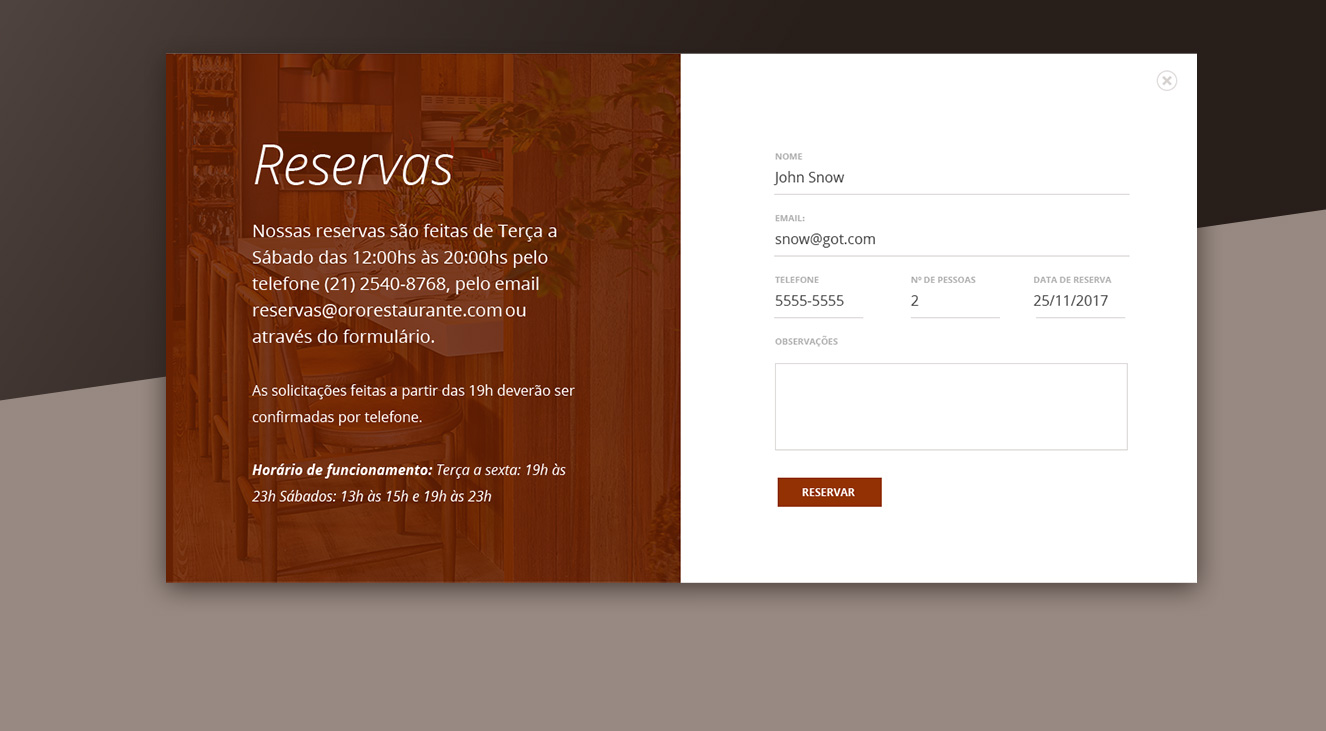 Reservas
Nossas reservas são feitas de Terça a
Sábado das 12:00hs às 20:00hs pelo
telefone (21) 2540-8768, pelo email
reservas@ororestaurante.com ou
através do formulário.
As solicitações feitas a partir das 19h deverão ser
confirmadas por telefone.
Horário de funcionamento: Terça a sexta: 19h às
23h Sábados: 13h às 15h e 19h às 23h
NOME
John Snow
EMAIL:
snow@got.com
TELEFONE Nº DE PESSOAS DATA DE RESERVA
5555-5555 2 25/11/2017
OBSERVAÇÕES
RESERVAR